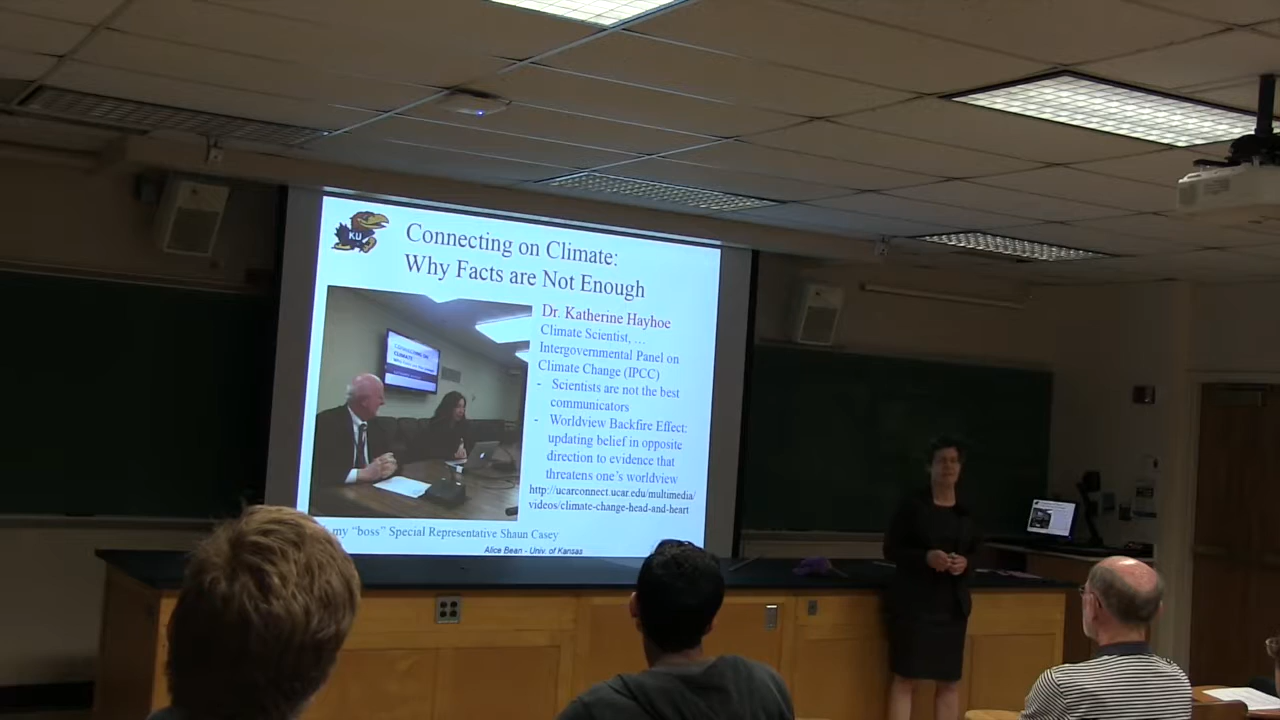 KU
Connecting on Climate:
Why Facts are Not Enough
Dr. Katherine Hayhoe
Climate Scientist, ...
Intergovernmental Panel on
Climate Change (IPCC)
- Scientists are not the best
communicators
- Worldview Backfire Effect:
updating belief in opposite
direction to evidence that
threatens one's worldview
http://ucarconnect.ucar.edu/multimedia/
videos/climate-change-head-and-heart
CONNECTING ON
CLIMATE
my "boss" Special Representative Shaun Casey
Alice Bean - Univ. of Kansas